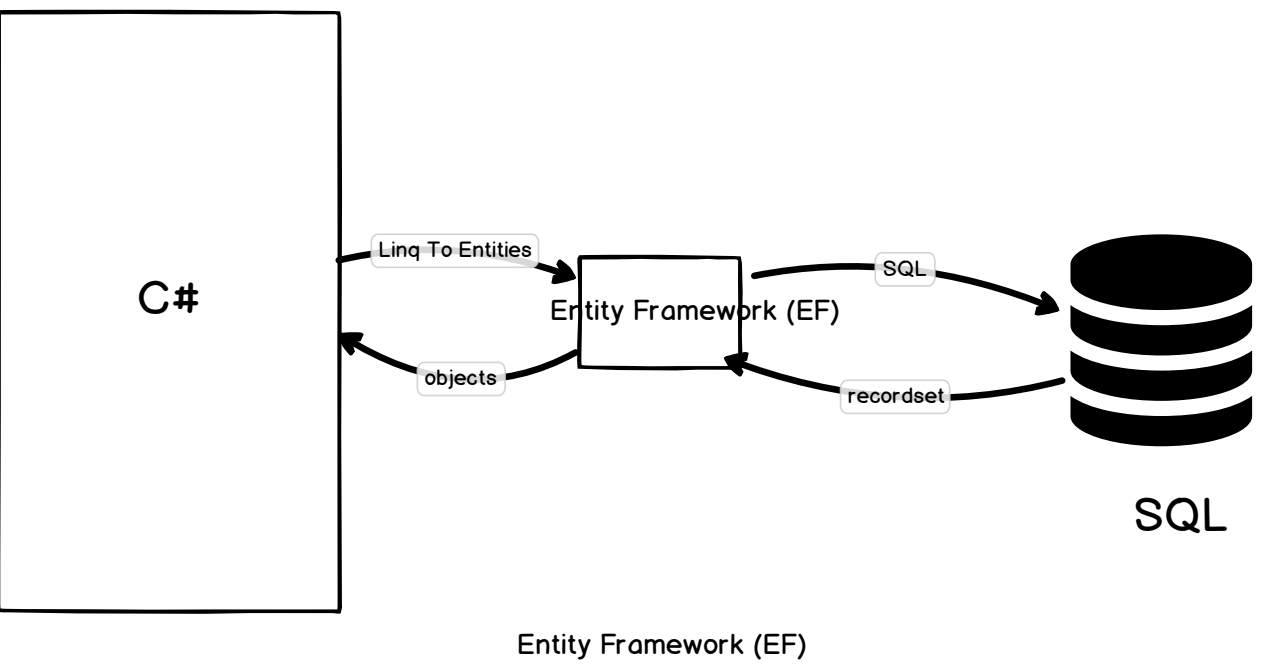 Linq To Entities
SQL
C#
Entity Framework (EF)
objects
recordset
SQL
Entity Framework (EF)